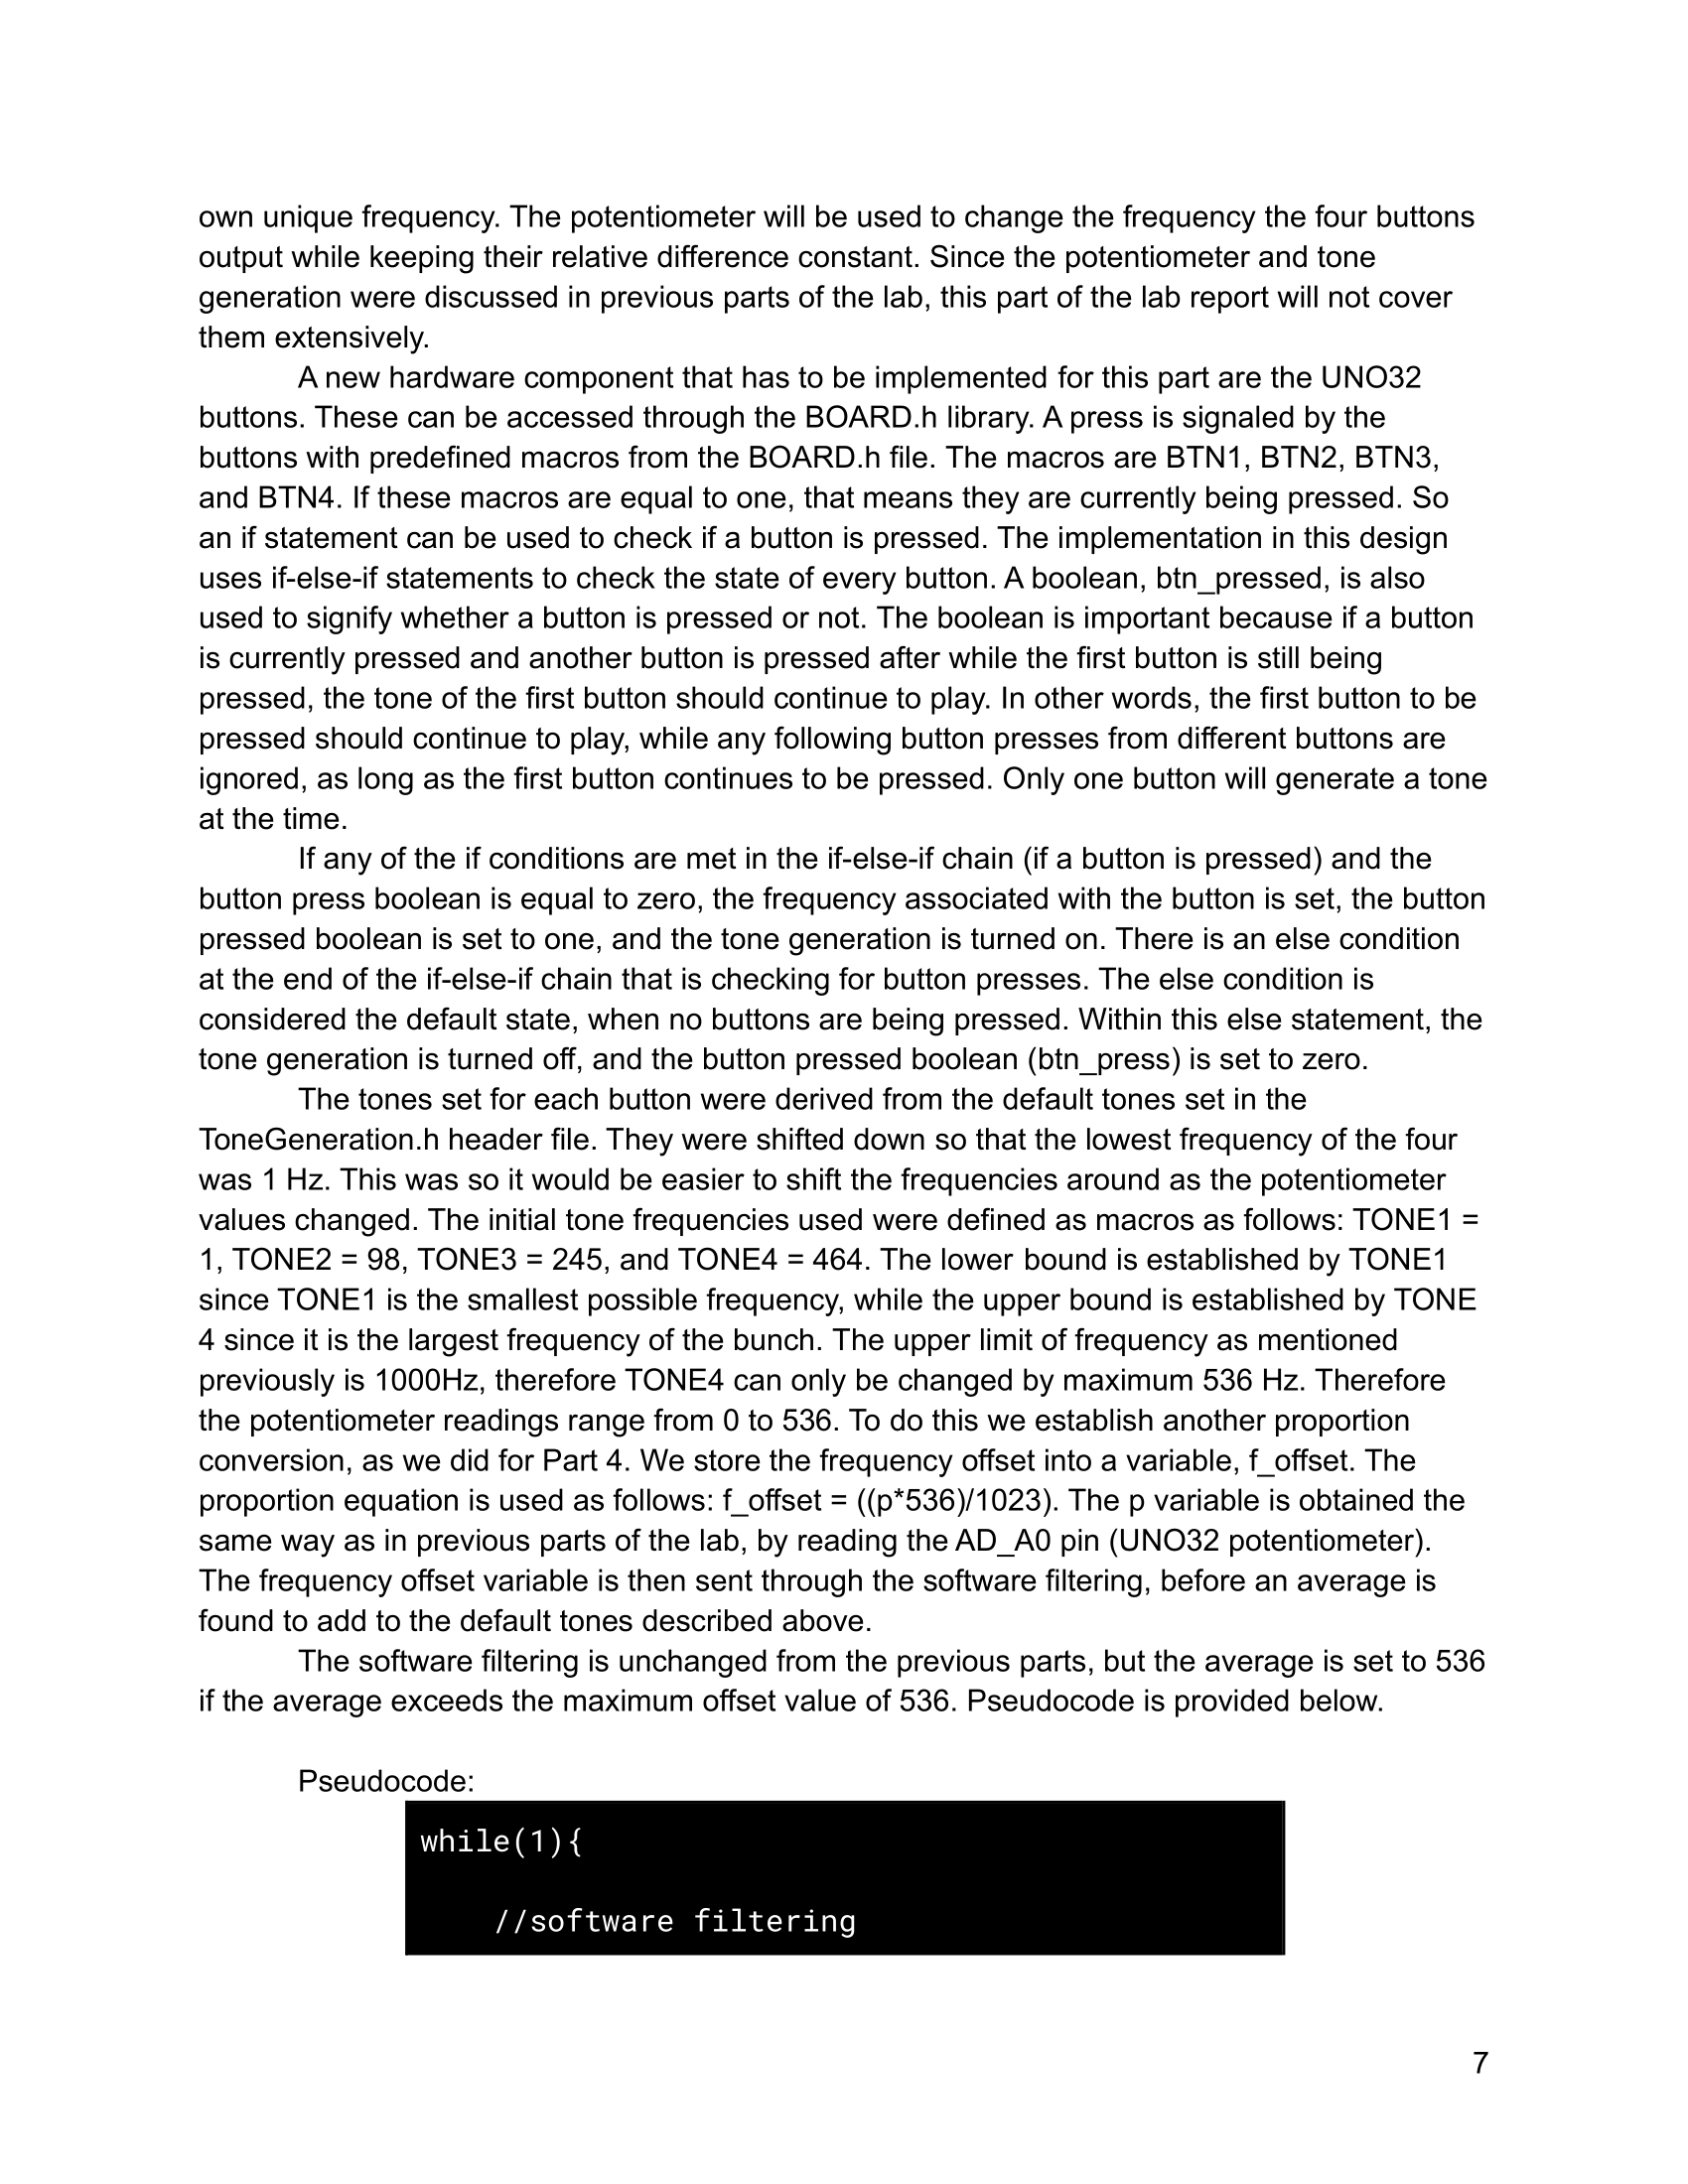 own unique frequency. The potentiometer will be used to change the frequency the four buttons
output while keeping their relative difference constant. Since the potentiometer and tone
generation were discussed in previous parts of the lab, this part of the lab report will not cover
them extensively.
A new hardware component that has to be implemented for this part are the UNO32
buttons. These can be accessed through the BOARD.h library. A press is signaled by the
buttons with predefined macros from the BOARD.h file. The macros are BTN1, BTN2, BTN3,
and BTN4. If these macros are equal to one, that means they are currently being pressed. So
an if statement can be used to check if a button is pressed. The implementation in this design
uses if-else-if statements to check the state of every button. A boolean, btn_pressed, is also
used to signify whether a button is pressed or not. The boolean is important because if a button
is currently pressed and another button is pressed after while the first button is still being
pressed, the tone of the first button should continue to play. In other words, the first button to be
pressed should continue to play, while any following button presses from different buttons are
ignored, as long as the first button continues to be pressed. Only one button will generate a tone
at the time.
If any of the if conditions are met in the if-else-if chain (if a button is pressed) and the
button press boolean is equal to zero, the frequency associated with the button is set, the button
pressed boolean is set to one, and the tone generation is turned on. There is an else condition
at the end of the if-else-if chain that is checking for button presses. The else condition is
considered the default state, when no buttons are being pressed. Within this else statement, the
tone generation is turned off, and the button pressed boolean (btn_press) is set to zero.
The tones set for each button were derived from the default tones set in the
ToneGeneration.h header file. They were shifted down so that the lowest frequency of the four
was 1 Hz. This was so it would be easier to shift the frequencies around as the potentiometer
values changed. The initial tone frequencies used were defined as macros as follows: TONE1 =
1, TONE2 = 98, TONE3 = 245, and TONE4 = 464. The lower bound is established by TONE1
since TONE1 is the smallest possible frequency, while the upper bound is established by TONE
4 since it is the largest frequency of the bunch. The upper limit of frequency as mentioned
previously is 1000Hz, therefore TONE4 can only be changed by maximum 536 Hz. Therefore
the potentiometer readings range from 0 to 536. To do this we establish another proportion
conversion, as we did for Part 4. We store the frequency offset into a variable, f_offset. The
proportion equation is used as follows: f_offset = ((p*536)/1023). The p variable is obtained the
same way as in previous parts of the lab, by reading the AD_A0 pin (UNO32 potentiometer).
The frequency offset variable is then sent through the software filtering, before an average is
found to add to the default tones described above.
The software filtering is unchanged from the previous parts, but the average is set to 536
if the average exceeds the maximum offset value of 536. Pseudocode is provided below.
Pseudocode:
while(1){
//software filtering
7